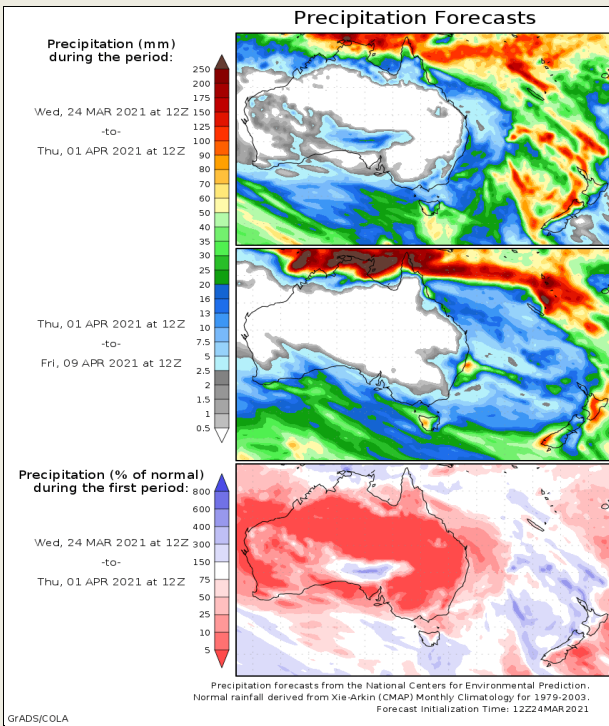 Precipitation Forecasts
Precipitation (mm)
during the period:
Wed, 24 MAR 2021 at 12Z
-to-
Thu, 01 APR 2021 at 12Z
250
200
175
150
125
100
90
80
70
60
50
40
35
30
25
20
16
13
10
7.5
5
2.5
2
1.5
1
0.5
Thu, 01 APR 2021 at 12Z
-to-
Fri, 09 APR 2021 at 12Z
Precipitation (% of normal)
during the first period:
Wed, 24 MAR 2021 at 12Z
-to-
Thu, 01 APR 2021 at 12Z
800
600
400
300
150
75
50
25
10
5
Precipitation forecasts from the National Centers for Environmental Prediction.
Normal rainfall derived from Xie-Arkin (CMAP) Monthly Climatology for 1979-2003.
Forecast Initialization Time: 12Z24MAR2021
GrADS/COLA